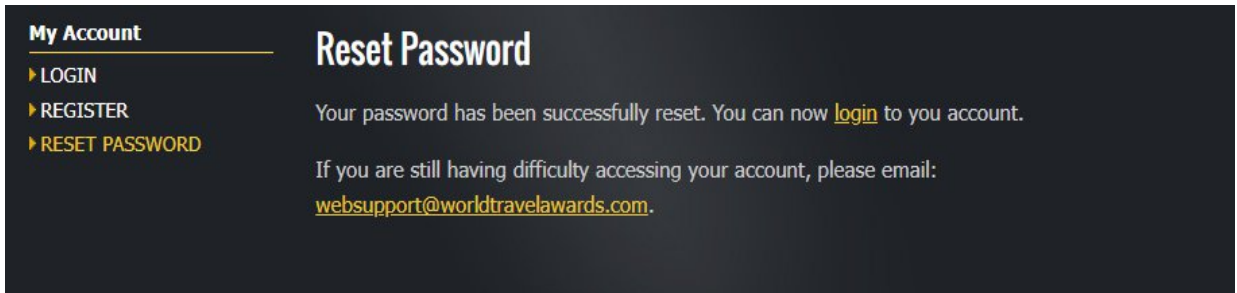 My Account
LOGIN
REGISTER
RESET PASSWORD
Reset Password
Your password has been successfully reset. You can now login to you account.
If you are still having difficulty accessing your account, please email:
websupport@worldtravelawards.com.